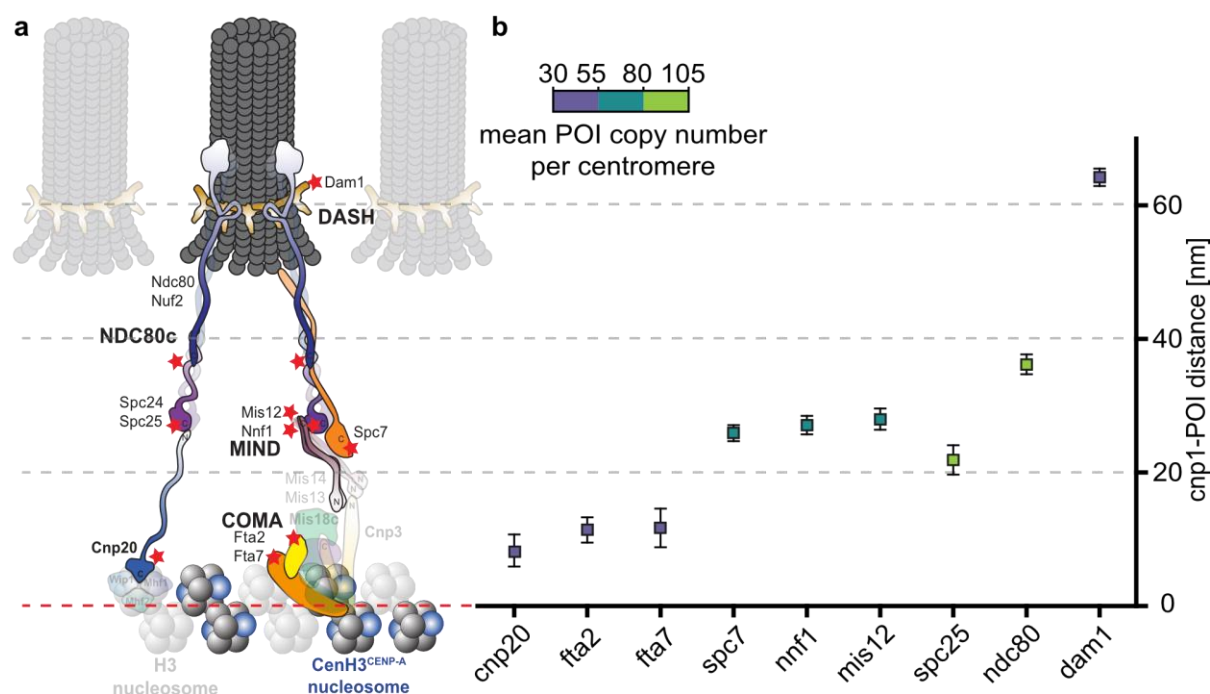 a
Dam1
DASH
Ndc80
Nuf2
NDC80c
Spc24
Spc25
C
N
Mis12
Nnf1
MIND
C
C
Spc7
Mis14
Mis13
N
N
N
COMA
Mis18c
Cnp3
Fta2
Fta7
C
Cnp20
C
H3
nucleosome
CenH3CENP-A
nucleosome
b
30 55 80 105
mean POI copy number
per centromere
60
40
20
0
cnp1-POI distance [nm]
cnp20
fta2
fta7
spc7
nnf1
mis12
spc25
ndc80
dam1